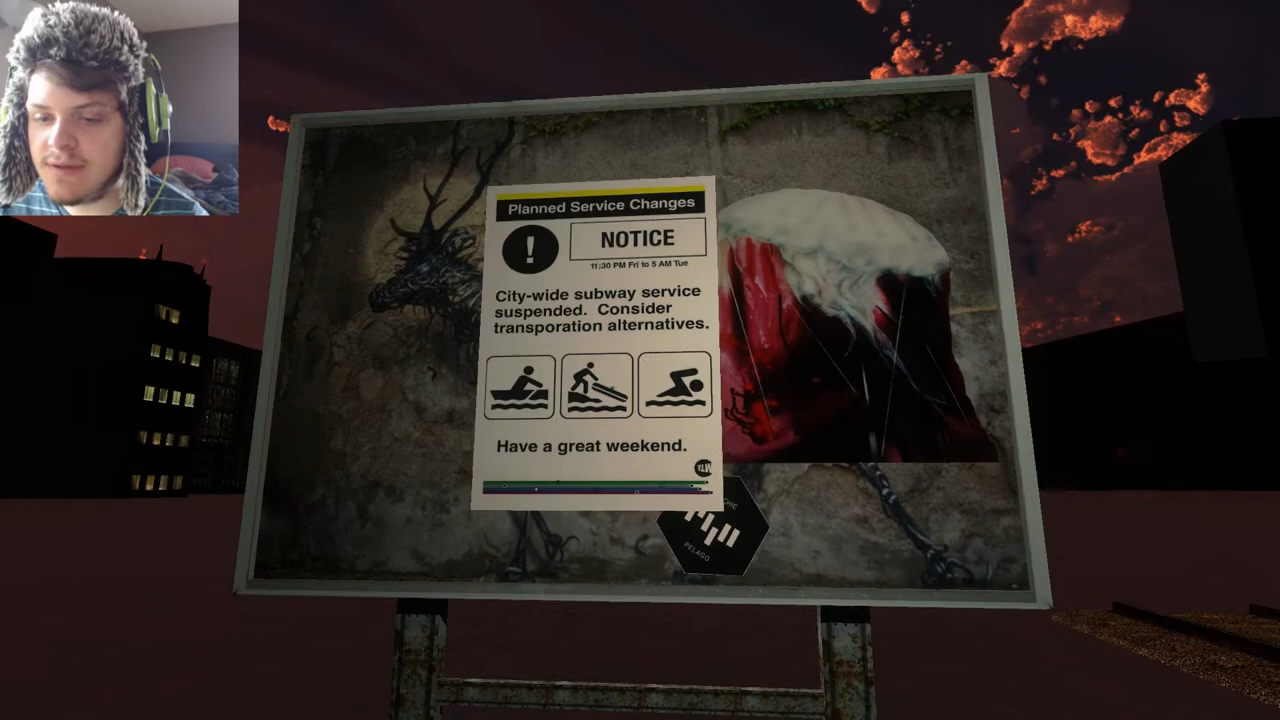 Planned Service Changes
!
NOTICE
11:30 PM Fri to 5 AM Tue
City-wide subway service
suspended. Consider
transporation alternatives.
Have a great weekend.
PELAGO